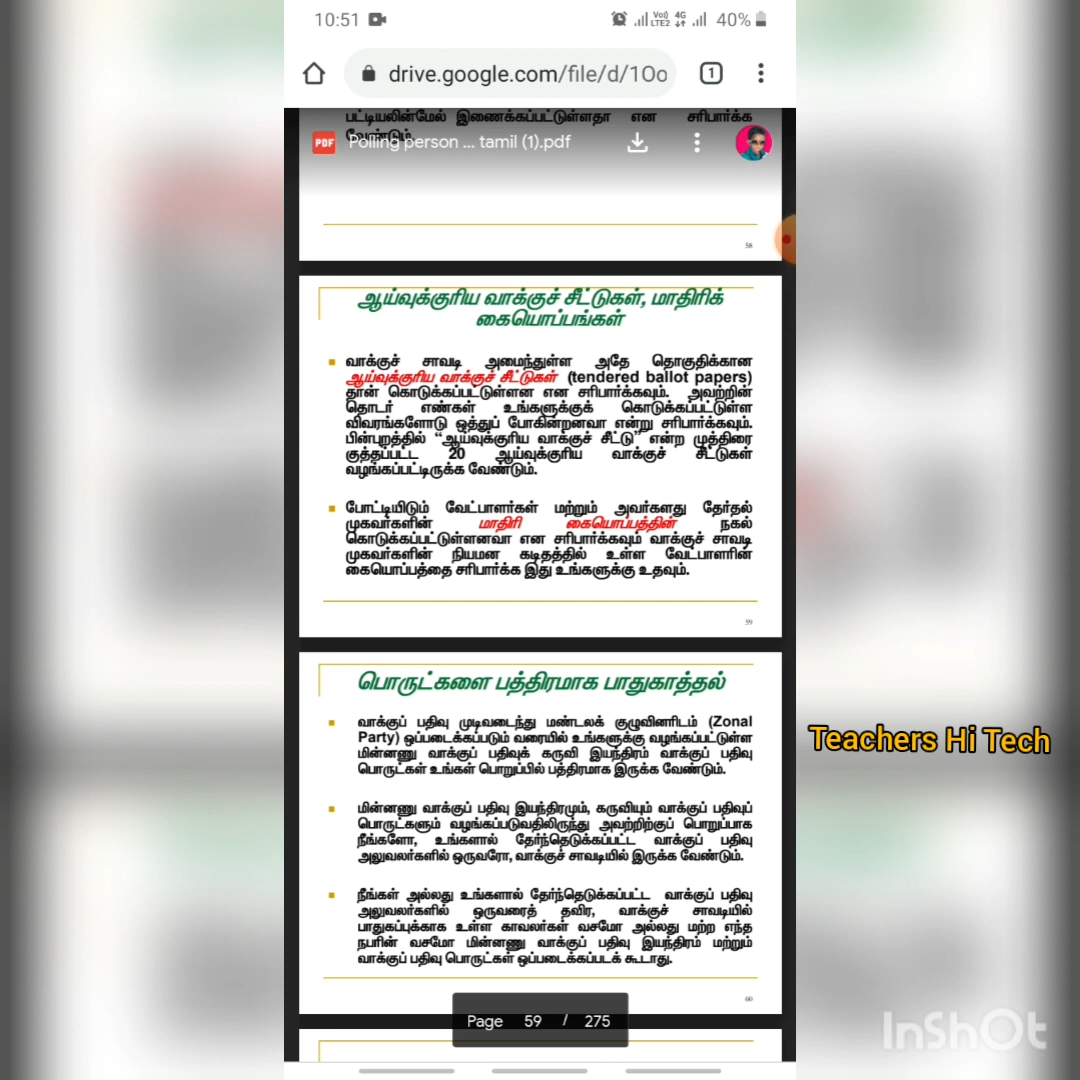 10:51
Vo) LTE2 4G 40%
drive.google.com/file/d/1Oo
1
பட்டியலின்மேல் இணைக்கப்பட்டுள்ளதா என சரிபார்க்க
வேண்டும்
PDF Polling person ... tamil (1).pdf
58
ஆய்வுக்குரிய வாக்குச் சீட்டுகள், மாதிரிக்
கையொப்பங்கள்
வாக்குச் சாவடி அமைந்துள்ள அதே தொகுதிக்கான
ஆய்வுக்குரிய வாக்குச் சீட்டுகள் (tendered ballot papers)
தான் கொடுக்கப்பட்டுள்ளன என சரிபார்க்கவும். அவற்றின்
தொடர் எண்கள் உங்களுக்குக் கொடுக்கப்பட்டுள்ள
விவரங்களோடு ஒத்துப் போகின்றனவா என்று சரிபார்க்கவும்.
பின்புறத்தில் “ஆய்வுக்குரிய வாக்குச் சீட்டு” என்ற முத்திரை
குத்தப்பட்ட 20 ஆய்வுக்குரிய வாக்குச் சீட்டுகள்
வழங்கப்பட்டிருக்க வேண்டும்.
போட்டியிடும் வேட்பாளர்கள் மற்றும் அவர்களது தேர்தல்
முகவர்களின் மாதிரி கையொப்பத்தின் நகல்
கொடுக்கப்பட்டுள்ளனவா என சரிபார்க்கவும் வாக்குச் சாவடி
முகவர்களின் நியமன கடிதத்தில் உள்ள வேட்பாளரின்
கையொப்பத்தை சரிபார்க்க இது உங்களுக்கு உதவும்.
59
பொருட்களை பத்திரமாக பாதுகாத்தல்
வாக்குப் பதிவு முடிவடைந்து மண்டலக் குழுவினரிடம் (Zonal
Party) ஒப்படைக்கப்படும் வரையில் உங்களுக்கு வழங்கப்பட்டுள்ள
மின்னணு வாக்குப் பதிவுக் கருவி இயந்திரம் வாக்குப் பதிவு
பொருட்கள் உங்கள் பொறுப்பில் பத்திரமாக இருக்க வேண்டும்.
மின்னணு வாக்குப் பதிவு இயந்திரமும், கருவியும் வாக்குப் பதிவுப்
பொருட்களும் வழங்கப்படுவதிலிருந்து அவற்றிற்குப் பொறுப்பாக
நீங்களோ, உங்களால் தேர்ந்தெடுக்கப்பட்ட வாக்குப் பதிவு
அலுவலர்களில் ஒருவரோ, வாக்குச் சாவடியில் இருக்க வேண்டும்.
நீங்கள் அல்லது உங்களால் தேர்ந்தெடுக்கப்பட்ட வாக்குப் பதிவு
அலுவலர்களில் ஒருவரைத் தவிர, வாக்குச் சாவடியில்
பாதுகப்புக்காக உள்ள காவலர்கள் வசமோ அல்லது மற்ற எந்த
நபரின் வசமோ மின்னணு வாக்குப் பதிவு இயந்திரம் மற்றும்
வாக்குப் பதிவு பொருட்கள் ஒப்படைக்கப்படக் கூடாது.
60
Page 59 / 275
Teachers Hi Tech
InShOt